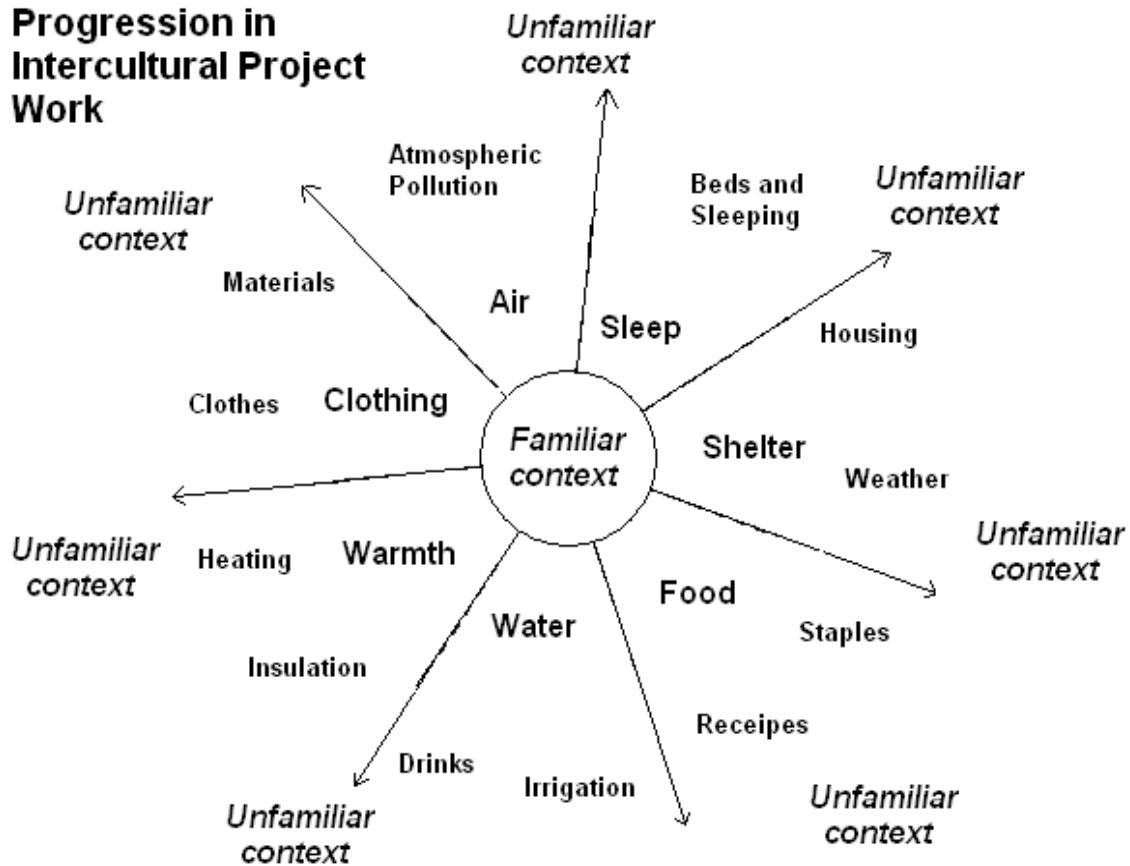 Progression in
Intercultural Project
Work
Unfamiliar
context
Atmospheric
Pollution
Beds and
Sleeping
Unfamiliar
context
Unfamiliar
context
Materials
Air
Sleep
Housing
Clothes
Clothing
Familiar
context
Shelter
Weather
Unfamiliar
context
Heating
Warmth
Unfamiliar
context
Food
Water
Staples
Insulation
Receipes
Drinks
Irrigation
Unfamiliar
context
Unfamiliar
context